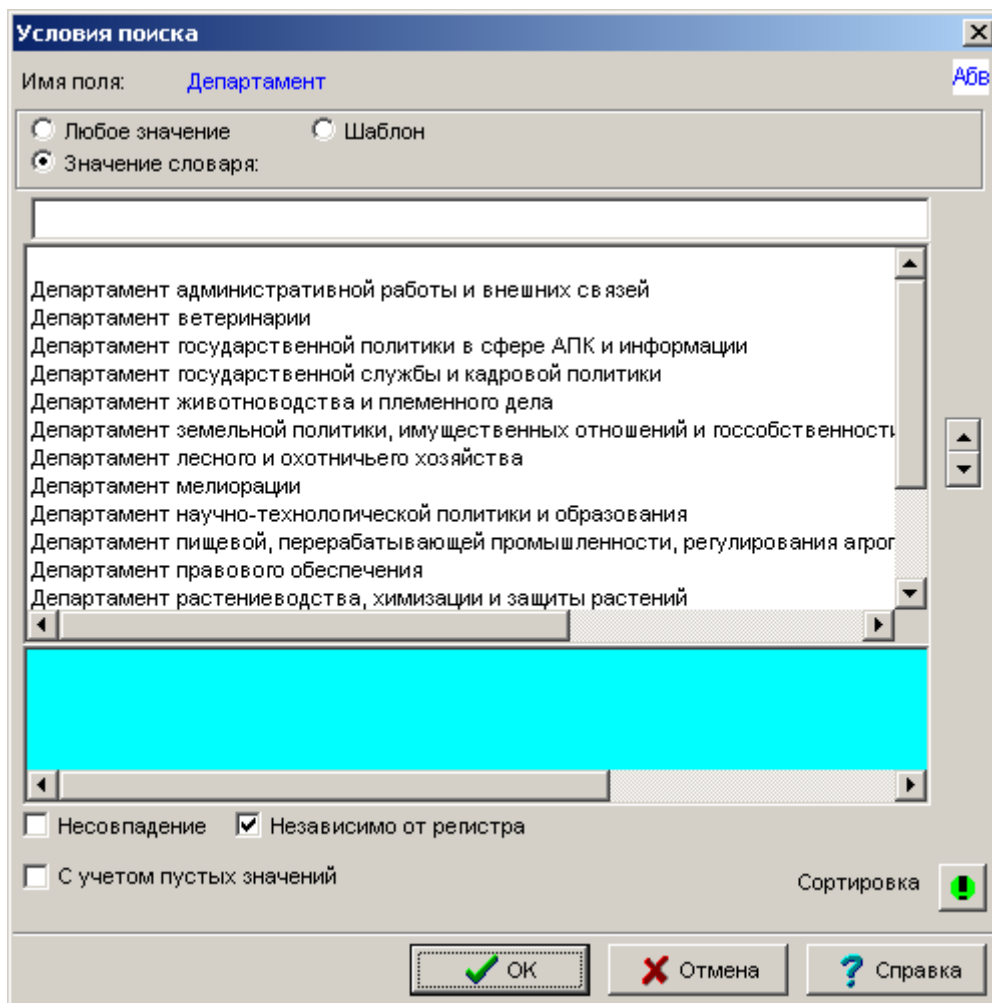 Условия поиска
Имя поля: Департамент Абв
Любое значение Шаблон
Значение словаря:
Департамент административной работы и внешних связей
Департамент ветеринарии
Департамент государственной политики в сфере АПК и информации
Департамент государственной службы и кадровой политики
Департамент животноводства и племенного дела
Департамент земельной политики, имущественных отношений и госсобственности
Департамент лесного и охотничьего хозяйства
Департамент мелиорации
Департамент научно-технологической политики и образования
Департамент пищевой, перерабатывающей промышленности, регулирования
Департамент правового обеспечения
Департамент растениеводства, химизации и защиты растений
Несовпадение Независимо от регистра
С учетом пустых значений Сортировка
OK Отмена Справка